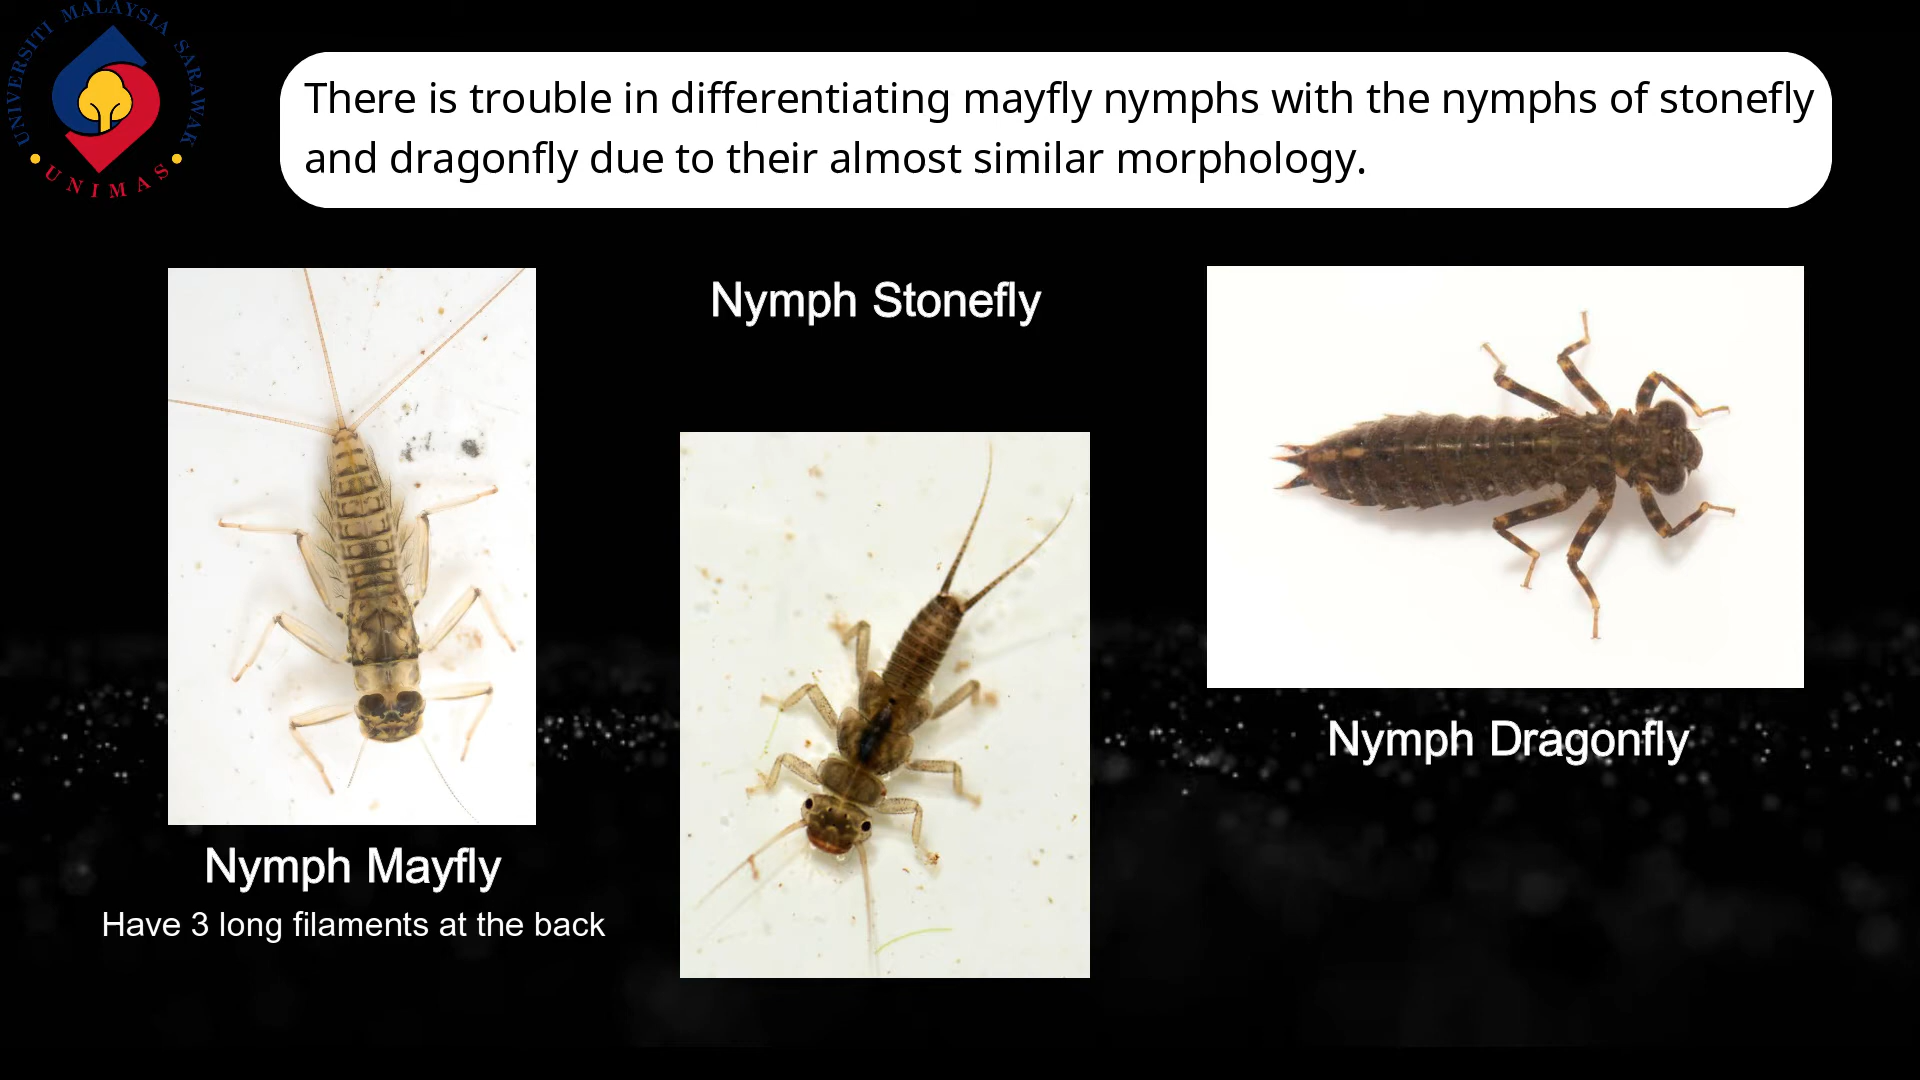 UNIVERSITI MALAYSIA SARAWAK
UNIMAS
There is trouble in differentiating mayfly nymphs with the nymphs of stonefly
and dragonfly due to their almost similar morphology.
Nymph Stonefly
Nymph Dragonfly
Nymph Mayfly
Have 3 long filaments at the back